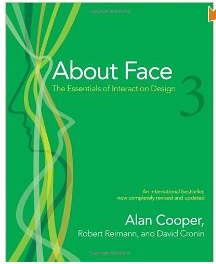 About Face
3
The Essentials of Interaction Design
An international bestseller,
now completely revised and updated
Alan Cooper,
Robert Reimann, and David Cronin